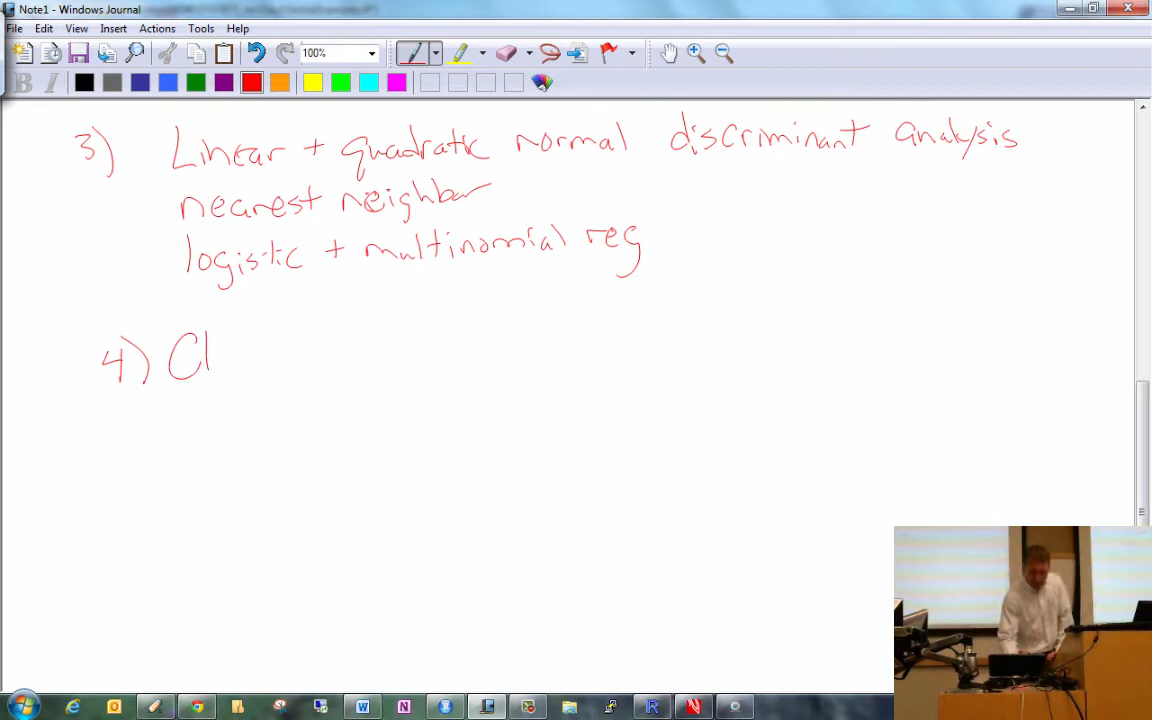 Note1 - Windows Journal
File Edit View Insert Actions Tools Help
100%
B I
3) Linear + quadratic normal discriminant analysis
nearest neighbor
logistic + multinomial reg
4) Cl